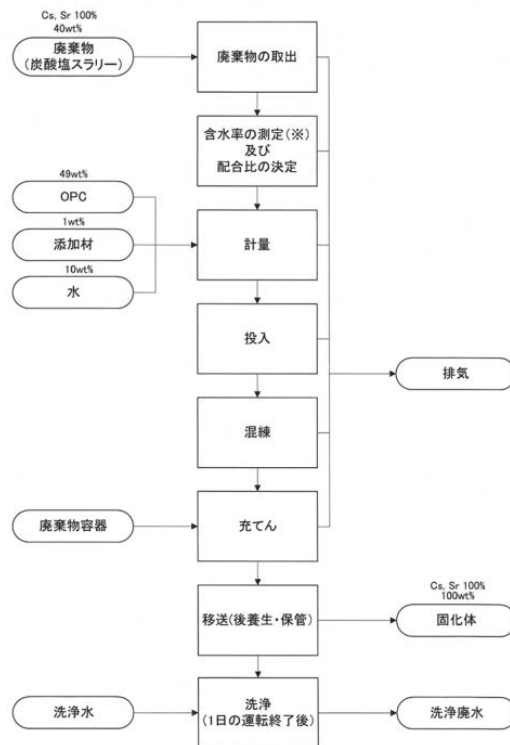 Cs, Sr 100%
40wt%
廃棄物
(炭酸塩スラリー)
廃棄物の取出
含水率の測定(※)
及び
配合比の決定
49wt%
OPC
1wt%
添加材
10wt%
水
計量
投入
排気
混練
廃棄物容器
充てん
移送(後養生・保管)
Cs, Sr 100%
100wt%
固化体
洗浄水
洗浄
(1日の運転終了後)
洗浄廃水